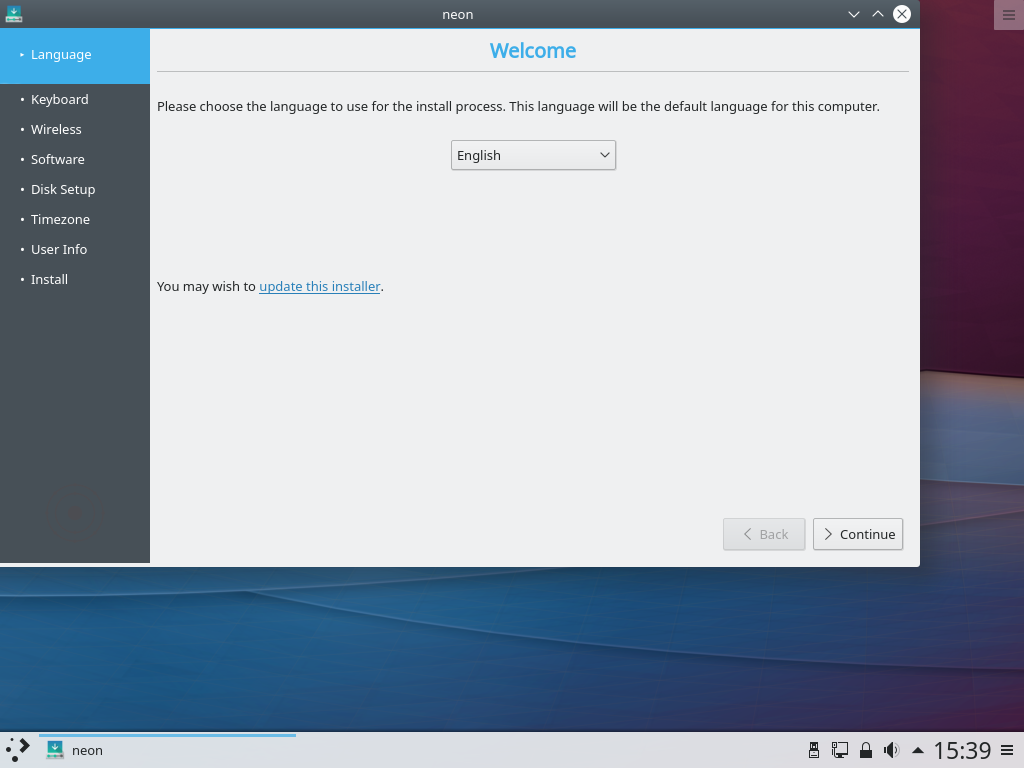 neon
Language
Keyboard
Wireless
Software
Disk Setup
Timezone
User Info
Install
Welcome
Please choose the language to use for the install process. This language will be the default language for this computer.
English
You may wish to update this installer.
Back
Continue
neon
15:39